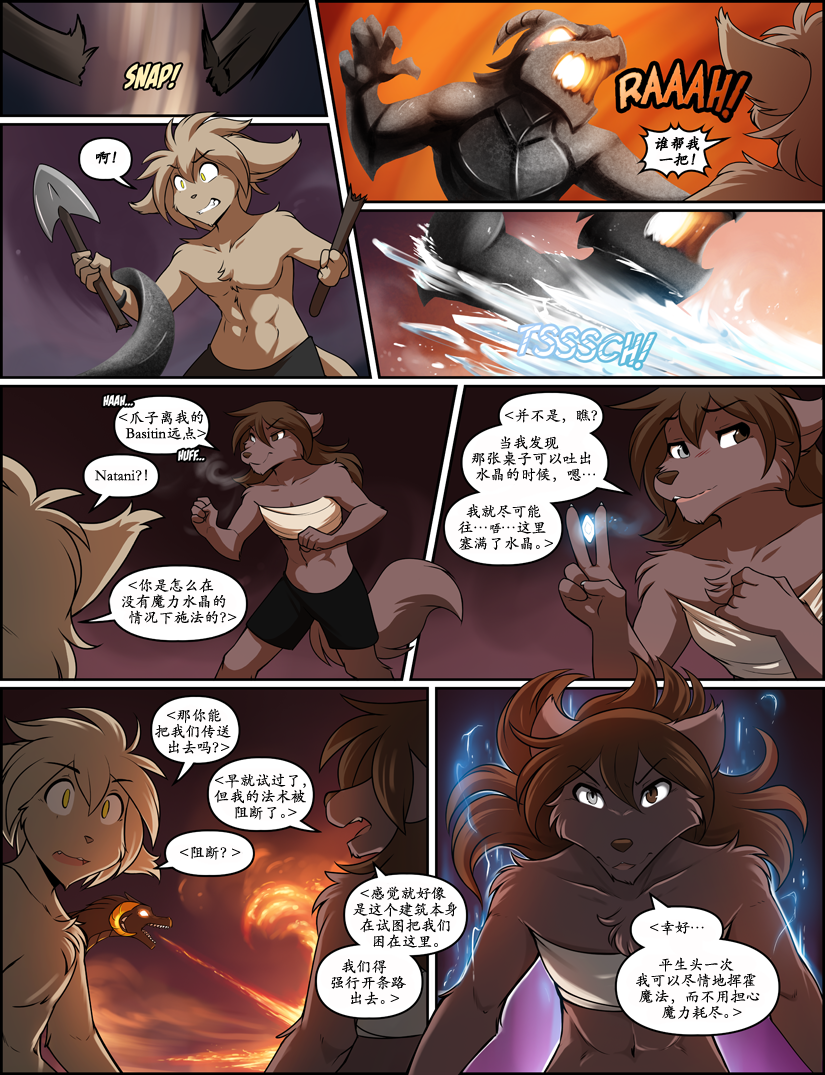 SNAP!
RAAAH!
谁帮我
一把!
啊!
TSSSCH!
HAAH...
<爪子离我的
Basitin远点>
HUFF...
Natani?!
<你是怎么在
没有魔力水晶的
情况下施法的?>
<并不是，瞧?
当我发现
那张桌子可以吐出
水晶的时候，嗯…
我就尽可能
往…唔…这里
塞满了水晶。>
<那你能
把我们传送
出去吗?>
<早就试过了,
但我的法术被
阻断了。>
<阻断? >
<感觉就好像
是这个建筑本身
在试图把我们
困在这里。
我们得
强行开条路
出去。>
<幸好…
平生头一次
我可以尽情地挥霍
魔法，而不用担心
魔力耗尽。>